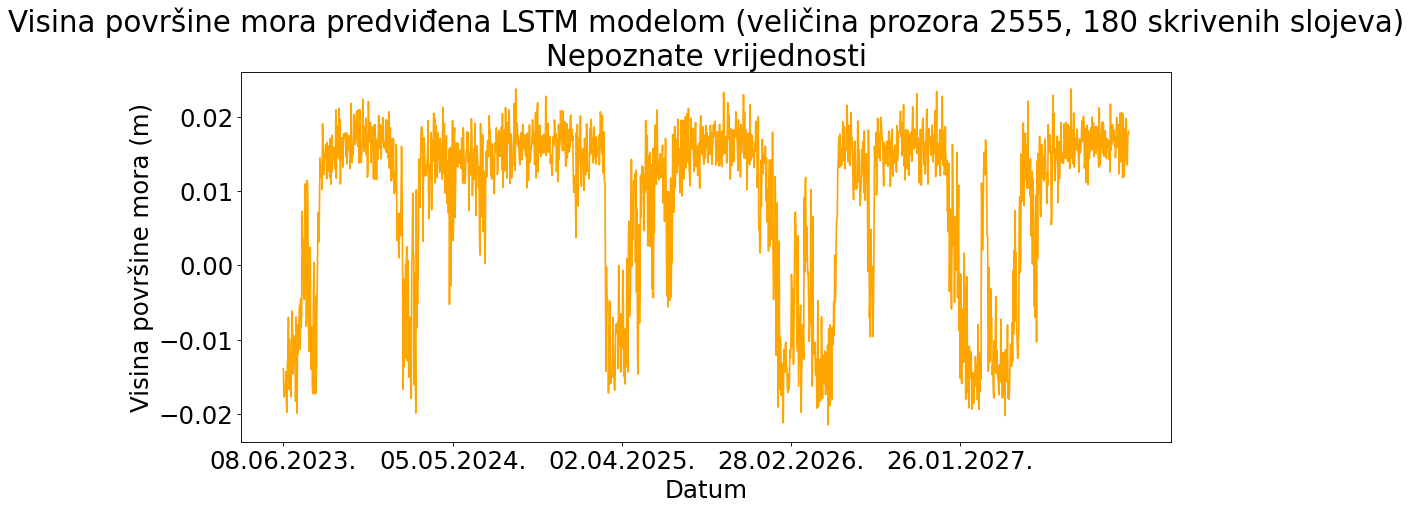 Visina površine mora predviđena LSTM modelom (veličina prozora 2555, 180 skrivenih slojeva)
Nepoznate vrijednosti
Visina površine mora (m)
0.02
0.01
0.00
−0.01
−0.02
08.06.2023. 05.05.2024. 02.04.2025. 28.02.2026. 26.01.2027.
Datum